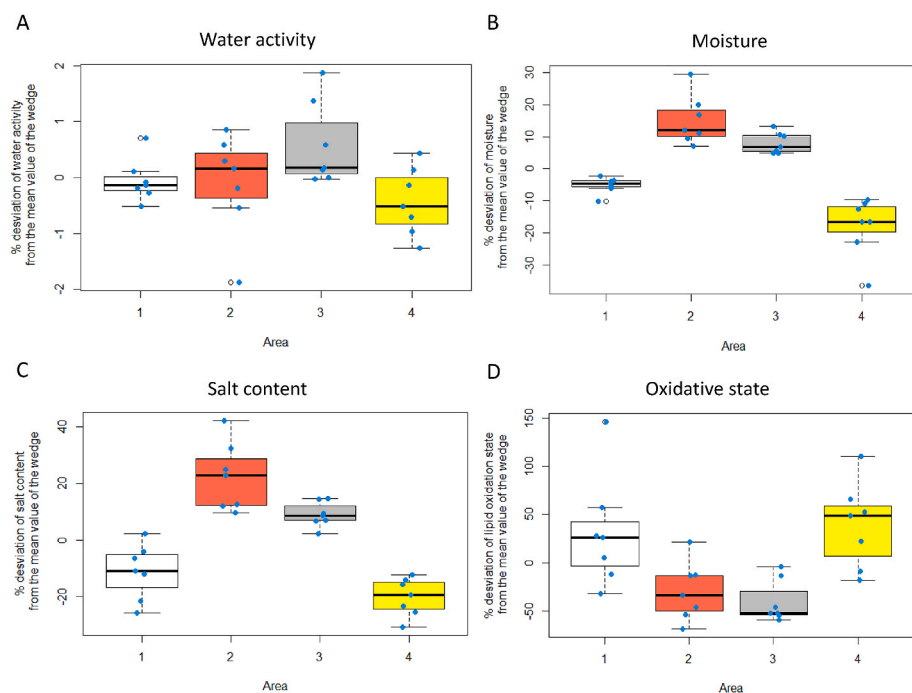 A
Water activity
% desviation of water activity
from the mean value of the wedge
2
1
0
-1
-2
1 2 3 4
Area
B
Moisture
% desviation of moisture
from the mean value of the wedge
30
20
10
0
-10
-20
-30
1 2 3 4
Area
C
Salt content
% desviation of salt content
from the mean value of the wedge
40
20
0
-20
1 2 3 4
Area
D
Oxidative state
% desviation of lipid oxidation state
from the mean value of the wedge
150
100
50
0
-50
1 2 3 4
Area